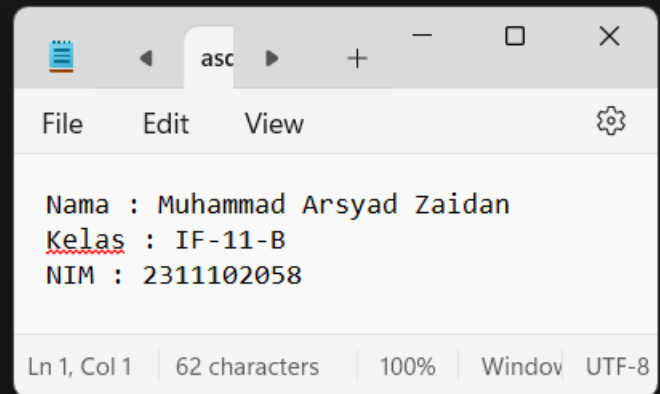 asc
File Edit View
Nama : Muhammad Arsyad Zaidan
Kelas : IF-11-B
NIM : 2311102058
Ln 1, Col 1 62 characters 100% Window UTF-8